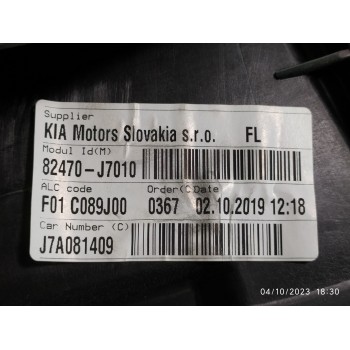 Supplier
KIA Motors Slovakia s.r.o. FL
Modul Id(M)
82470-J7010
ALC code Order(C)Date
F01 C089J00 0367 02.10.2019 12:18
Car Number (C)
J7A081409
04/10/2023 18:30